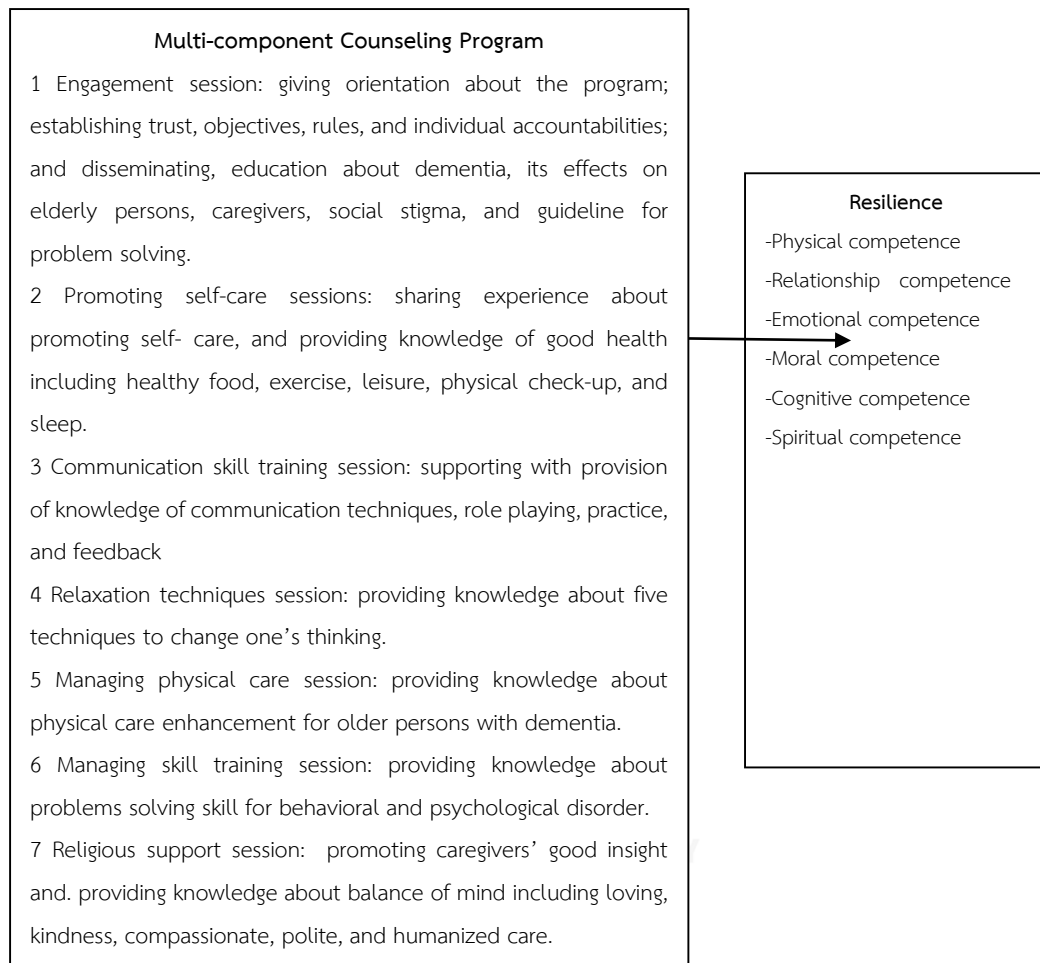 Multi-component Counseling Program
1 Engagement session: giving orientation about the program;
establishing trust, objectives, rules, and individual accountabilities;
and disseminating, education about dementia, its effects on
elderly persons, caregivers, social stigma, and guideline for
problem solving.
2 Promoting self-care sessions: sharing experience about
promoting self- care, and providing knowledge of good health
including healthy food, exercise, leisure, physical check-up, and
sleep.
3 Communication skill training session: supporting with provision
of knowledge of communication techniques, role playing, practice,
and feedback
4 Relaxation techniques session: providing knowledge about five
techniques to change one’s thinking.
5 Managing physical care session: providing knowledge about
physical care enhancement for older persons with dementia.
6 Managing skill training session: providing knowledge about
problems solving skill for behavioral and psychological disorder.
7 Religious support session: promoting caregivers’ good insight
and. providing knowledge about balance of mind including loving,
kindness, compassionate, polite, and humanized care.
Resilience
-Physical competence
-Relationship competence
-Emotional competence
-Moral competence
-Cognitive competence
-Spiritual competence